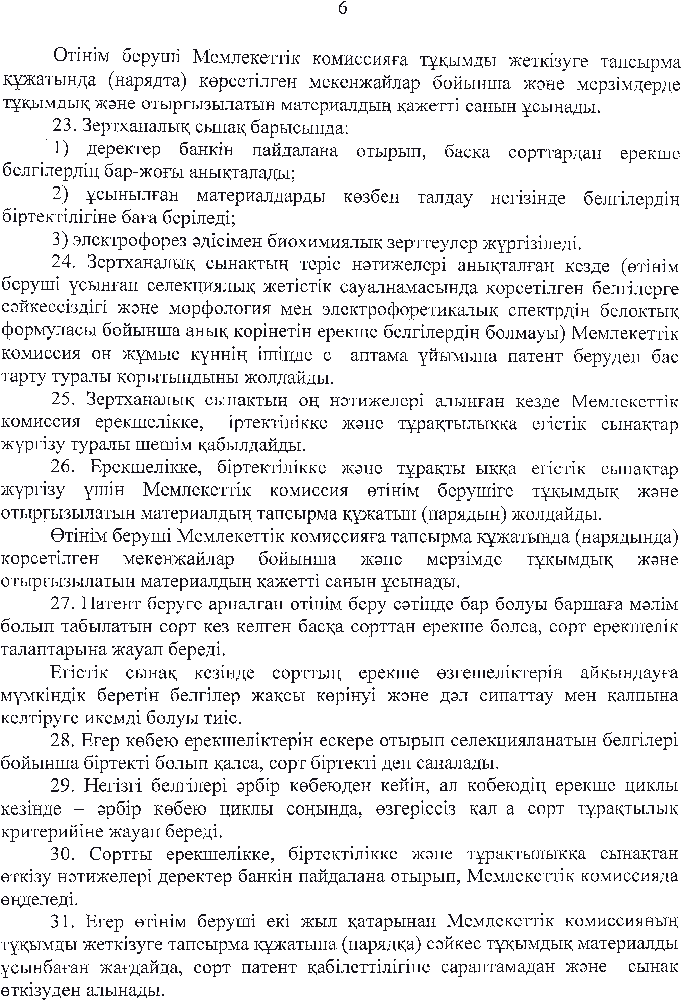 6
Өтінім беруші Мемлекеттік комиссияға тұқымды жеткізуге тапсырма
құжатында (нарядта) көрсетілген мекенжайлар бойынша және мерзімдерде
тұқымдық және отырғызылатын материалдың қажетті санын ұсынады.
23. Зертханалық сынақ барысында:
1) деректер банкін пайдалана отырып, басқа сорттардан ерекше
белгілердің бар-жоғы анықталады;
2) ұсынылған материалдарды көзбен талдау негізінде белгілердің
біртектілігіне баға беріледі;
3) электрофорез әдісімен биохимиялық зерттеулер жүргізіледі.
24. Зертханалық сынақтың теріс нәтижелері анықталған кезде (өтінім
беруші ұсынған селекциялық жетістік сауалнамасында көрсетілген белгілерге
сәйкессіздігі және морфология мен электрофоретикалық спектрдің белоктық
формуласы бойынша анық көрінетін ерекше белгілердің болмауы) Мемлекеттік
комиссия он жұмыс күннің ішінде с аптама ұйымына патент беруден бас
тарту туралы қорытындыны жолдайды.
25. Зертханалық сынақтың оң нәтижелері алынған кезде Мемлекеттік
комиссия ерекшелікке, іртектілікке және тұрақтылыққа егістік сынақтар
жүргізу туралы шешім қабылдайды.
26. Ерекшелікке, біртектілікке және тұрақты ыққа егістік сынақтар
жүргізу үшін Мемлекеттік комиссия өтінім берушіге тұқымдық және
отырғызылатын материалдың тапсырма құжатын (нарядын) жолдайды.
Өтінім беруші Мемлекеттік комиссияға тапсырма құжатында (нарядында)
көрсетілген мекенжайлар бойынша және мерзімде тұқымдық және
отырғызылатын материалдың қажетті санын ұсынады.
27. Патент беруге арналған өтінім беру сәтінде бар болуы баршаға мәлім
болып табылатын сорт кез келген басқа сорттан ерекше болса, сорт ерекшелік
талаптарына жауап береді.
Егістік сынақ кезінде сорттың ерекше өзгешеліктерін айқындауға
мүмкіндік беретін белгілер жақсы көрінуі және дәл сипаттау мен қалпына
келтіруге икемді болуы тиіс.
28. Егер көбею ерекшеліктерін ескере отырып селекцияланатын белгілері
бойынша біртекті болып қалса, сорт біртекті деп саналады.
29. Негізгі белгілері әрбір көбеюден кейін, ал көбеюдің ерекше циклы
кезінде – әрбір көбею циклы соңында, өзгеріссіз қал а сорт тұрақтылық
критерийіне жауап береді.
30. Сортты ерекшелікке, біртектілікке және тұрақтылыққа сынақтан
өткізу нәтижелері деректер банкін пайдалана отырып, Мемлекеттік комиссияда
өңделеді.
31. Егер өтінім беруші екі жыл қатарынан Мемлекеттік комиссияның
тұқымды жеткізуге тапсырма құжатына (нарядқа) сәйкес тұқымдық материалды
ұсынбаған жағдайда, сорт патент қабілеттілігіне сараптамадан және сынақ
өткізуден алынады.